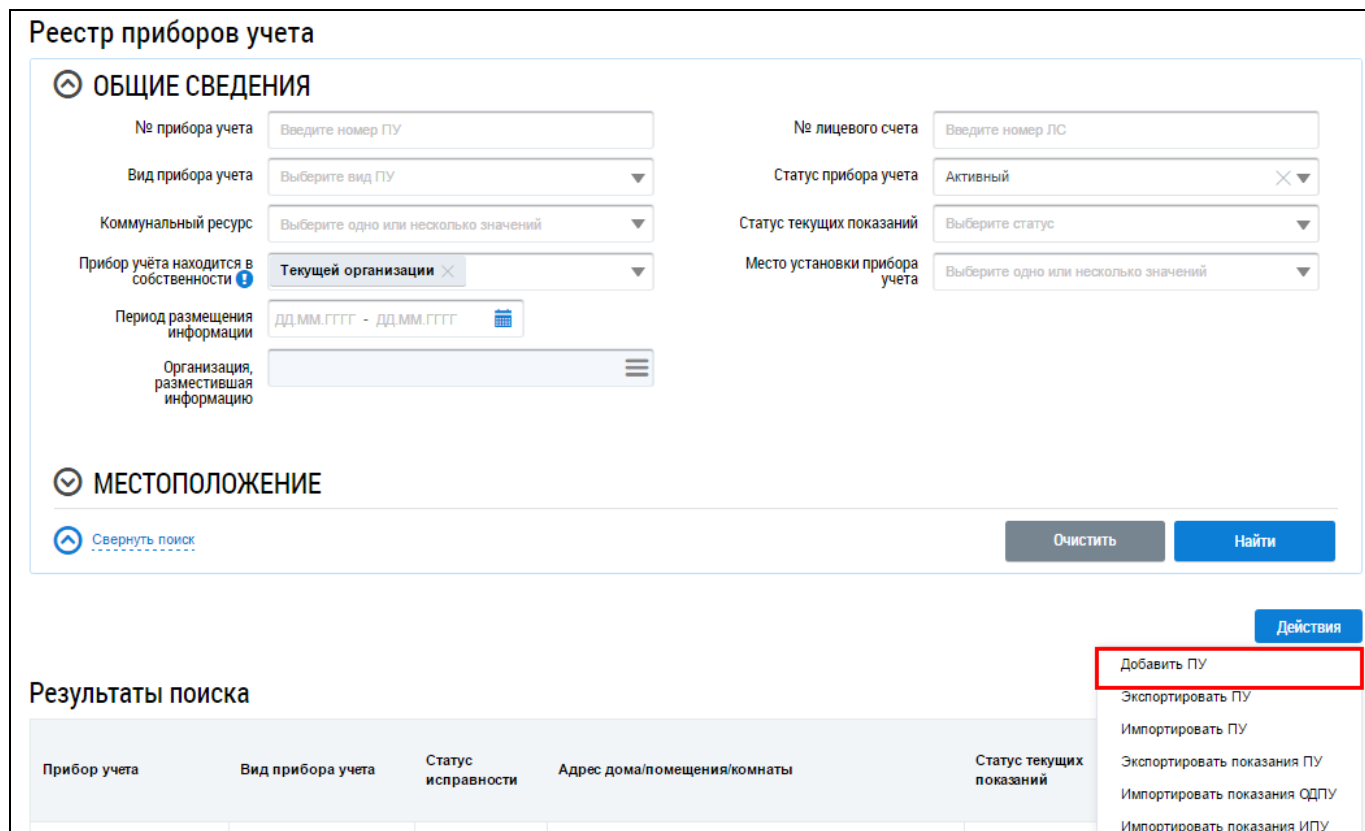 Реестр приборов учета
ОБЩИЕ СВЕДЕНИЯ
№ прибора учета Введите номер ПУ № лицевого счета Введите номер ЛС
Вид прибора учета Выберите вид ПУ Статус прибора учета Активный
Коммунальный ресурс Выберите одно или несколько значений Статус текущих показаний Выберите статус
Прибор учёта находится в
собственности Текущей организации Место установки прибора
учета Выберите одно или несколько значений
Период размещения
информации ДД.ММ.ГГГГ - ДД.ММ.ГГГГ
Организация,
разместившая
информацию
МЕСТОПОЛОЖЕНИЕ
Свернуть поиск Очистить Найти
Действия
Добавить ПУ
Результаты поиска
Экспортировать ПУ
Импортировать ПУ
Прибор учета Вид прибора учета Статус
исправности Адрес дома/помещения/комнаты Статус текущих
показаний
Экспортировать показания ПУ
Импортировать показания ОДПУ
Импортировать показания ИПУ